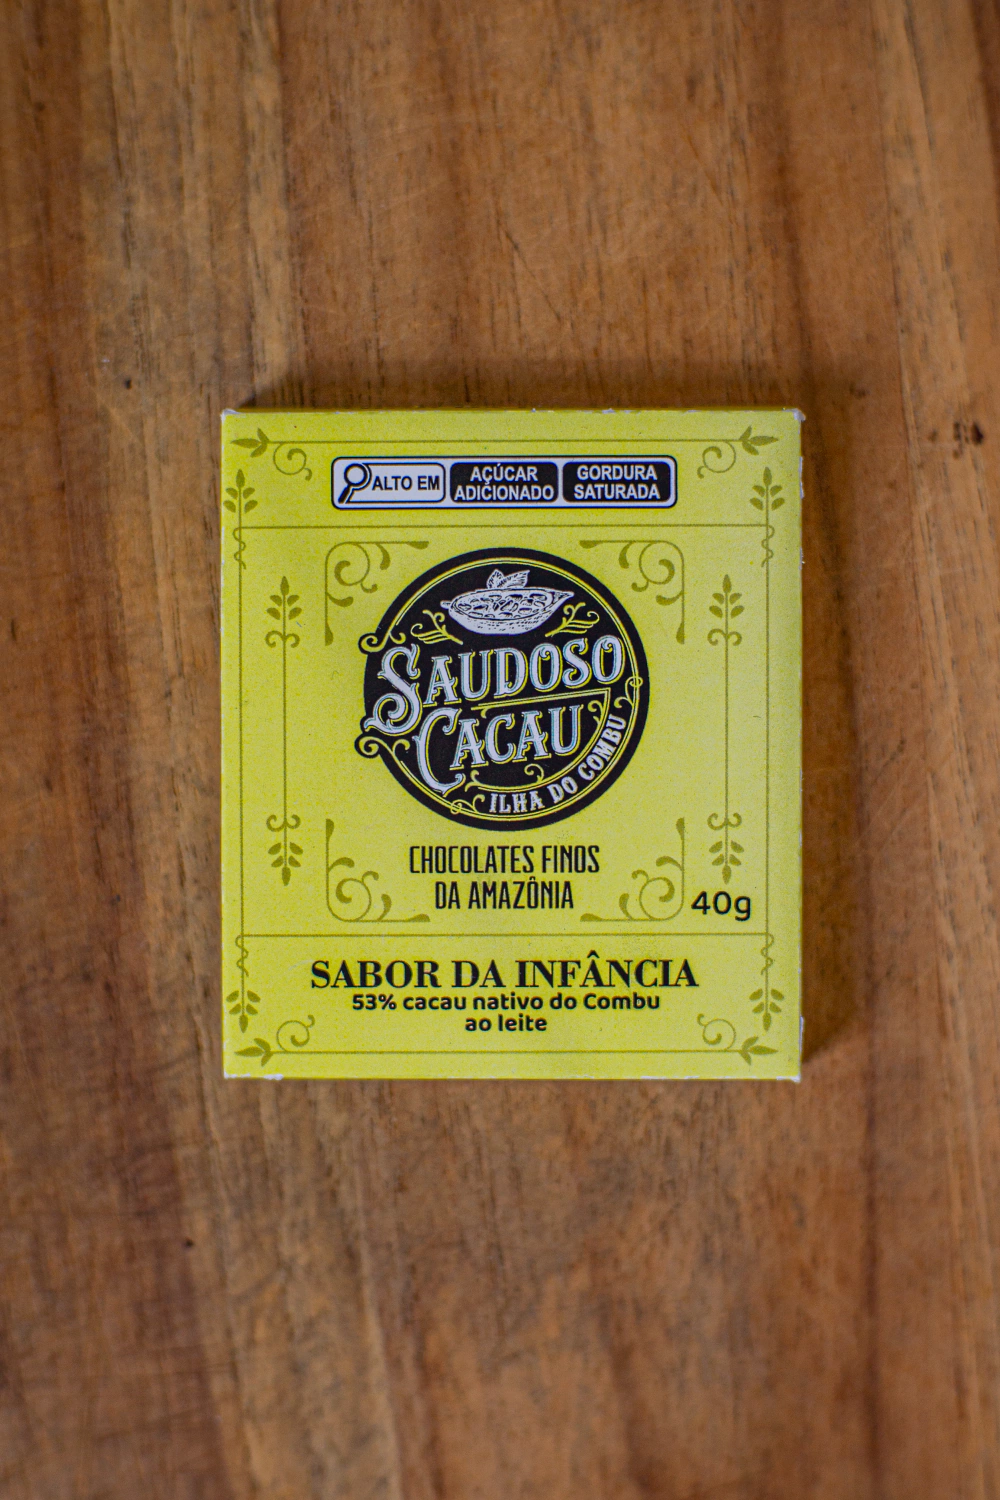 ALTO EM
AÇÚCAR
ADICIONADO
GORDURA
SATURADA
SAUDOSO
CACAU
ILHA DO COMBU
CHOCOLATES FINOS
DA AMAZÔNIA
40g
SABOR DA INFÂNCIA
53% cacau nativo do Combu
ao leite